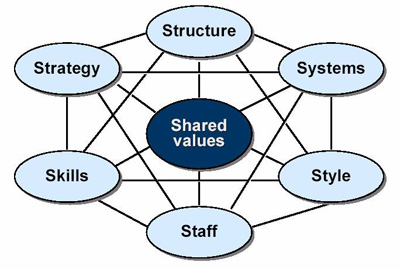 Structure
Strategy
Systems
Shared
values
Skills
Style
Staff